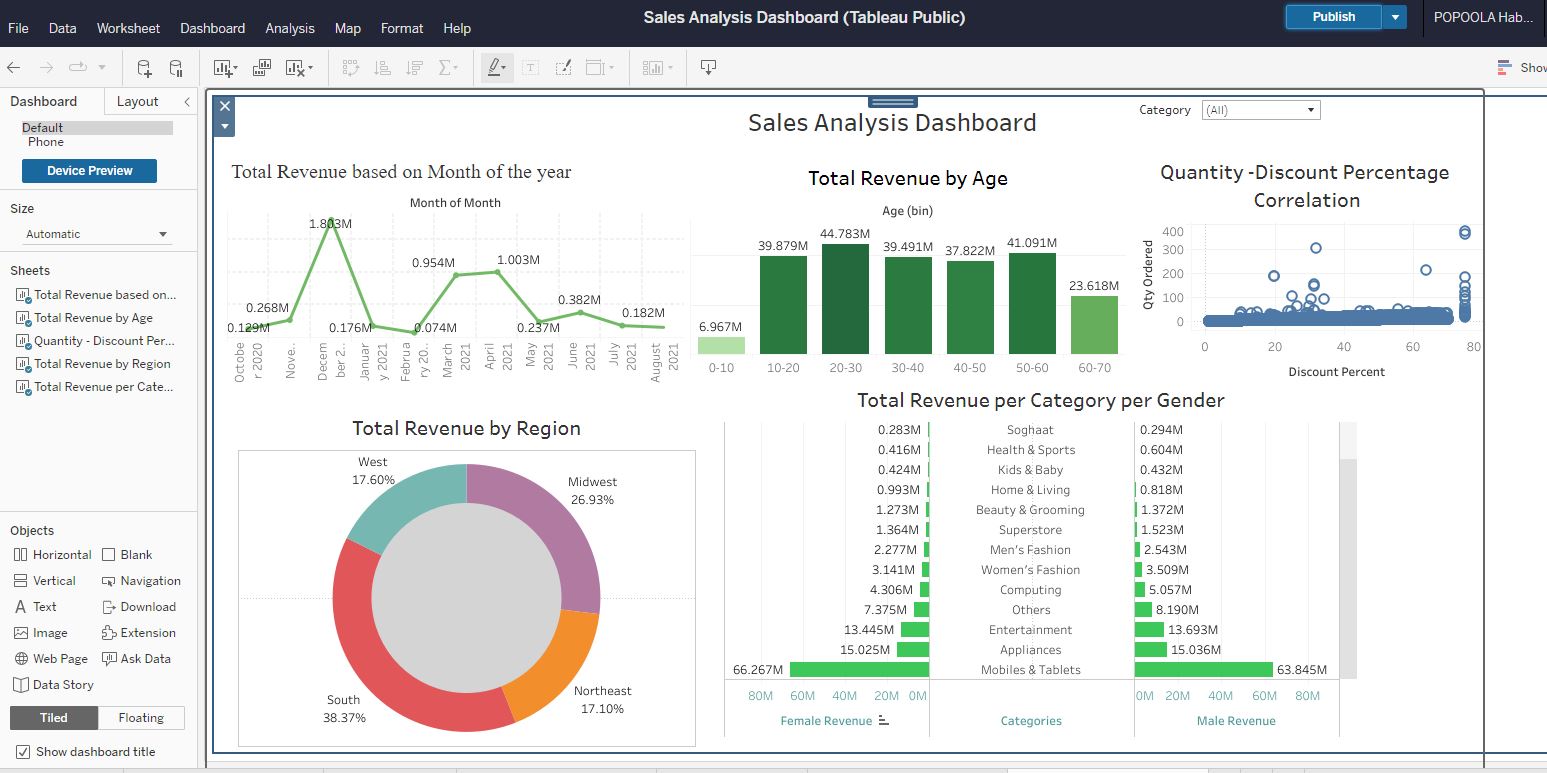 Sales Analysis Dashboard (Tableau Public)
Publish
POPOOLA Hab...
File Data Worksheet Dashboard Analysis Map Format Help
Show
Dashboard
Layout
Default
Phone
Device Preview
Size
Automatic
Sheets
Total Revenue based on...
Total Revenue by Age
Quantity - Discount Per...
Total Revenue by Region
Total Revenue per Cate...
Objects
Horizontal Blank
Vertical Navigation
Text Download
Image Extension
Web Page Ask Data
Data Story
Tiled Floating
Show dashboard title
Sales Analysis Dashboard
Category (All)
Total Revenue based on Month of the year
Month of Month
1.803M
0.954M
1.003M
0.268M
0.382M
0.129M
0.176M
0.074M
0.237M
0.182M
Octobe
r 2020
Nove..
Decem
ber 2..
Januar
y 2021
Februa
ry 20..
March
2021
April
2021
May
2021
June
2021
July
2021
August
2021
Total Revenue by Age
Age (bin)
6.967M
39.879M
44.783M
39.491M
37.822M
41.091M
23.618M
0-10 10-20 20-30 30-40 40-50 50-60 60-70
Quantity -Discount Percentage
Correlation
Qty Ordered
400
300
200
100
0
0 20 40 60 80
Discount Percent
Total Revenue by Region
West
17.60%
Midwest
26.93%
South
38.37%
Northeast
17.10%
Total Revenue per Category per Gender
0.283M Soghaat 0.294M
0.416M Health & Sports 0.604M
0.424M Kids & Baby 0.432M
0.993M Home & Living 0.818M
1.273M Beauty & Grooming 1.372M
1.364M Superstore 1.523M
2.277M Men's Fashion 2.543M
3.141M Women's Fashion 3.509M
4.306M Computing 5.057M
7.375M Others 8.190M
13.445M Entertainment 13.693M
15.025M Appliances 15.036M
66.267M Mobiles & Tablets 63.845M
80M 60M 40M 20M 0M 0M 20M 40M 60M 80M
Female Revenue Categories Male Revenue